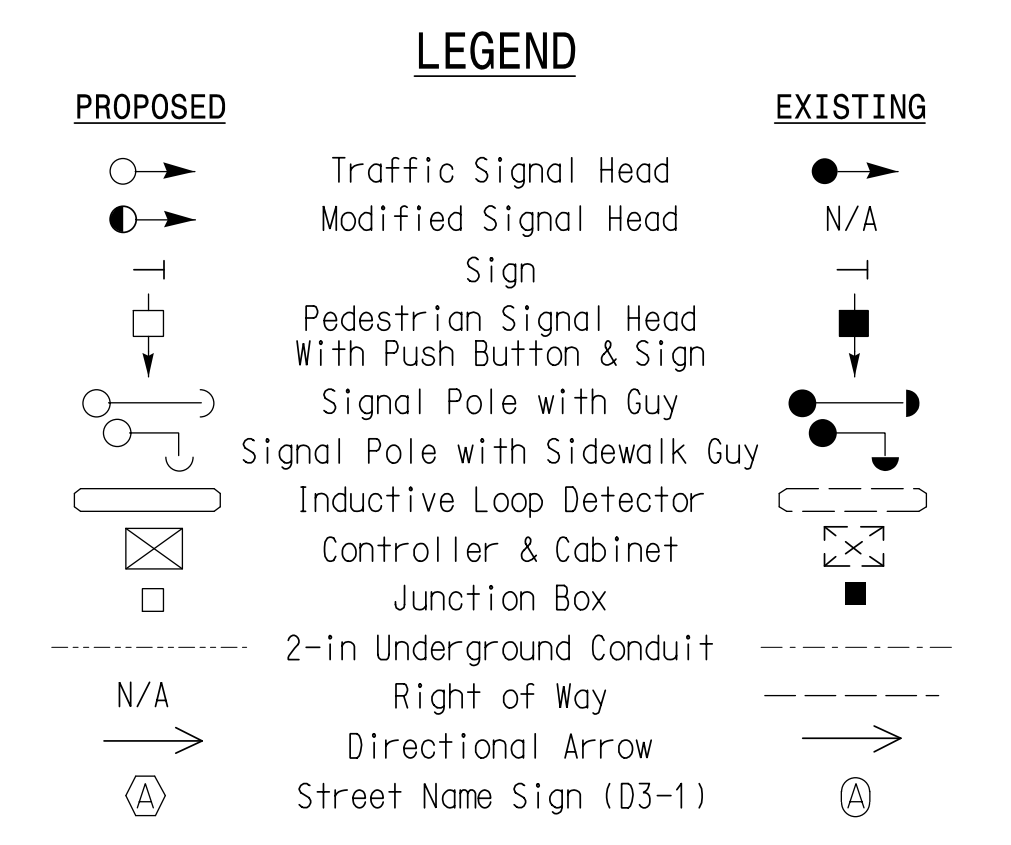 LEGEND
PROPOSED EXISTING
Traffic Signal Head
Modified Signal Head N/A
Sign
Pedestrian Signal Head
With Push Button & Sign
Signal Pole with Guy
Signal Pole with Sidewalk Guy
Inductive Loop Detector
Controller & Cabinet
Junction Box
2-in Underground Conduit
N/A Right of Way
Directional Arrow
A Street Name Sign (D3-1) A